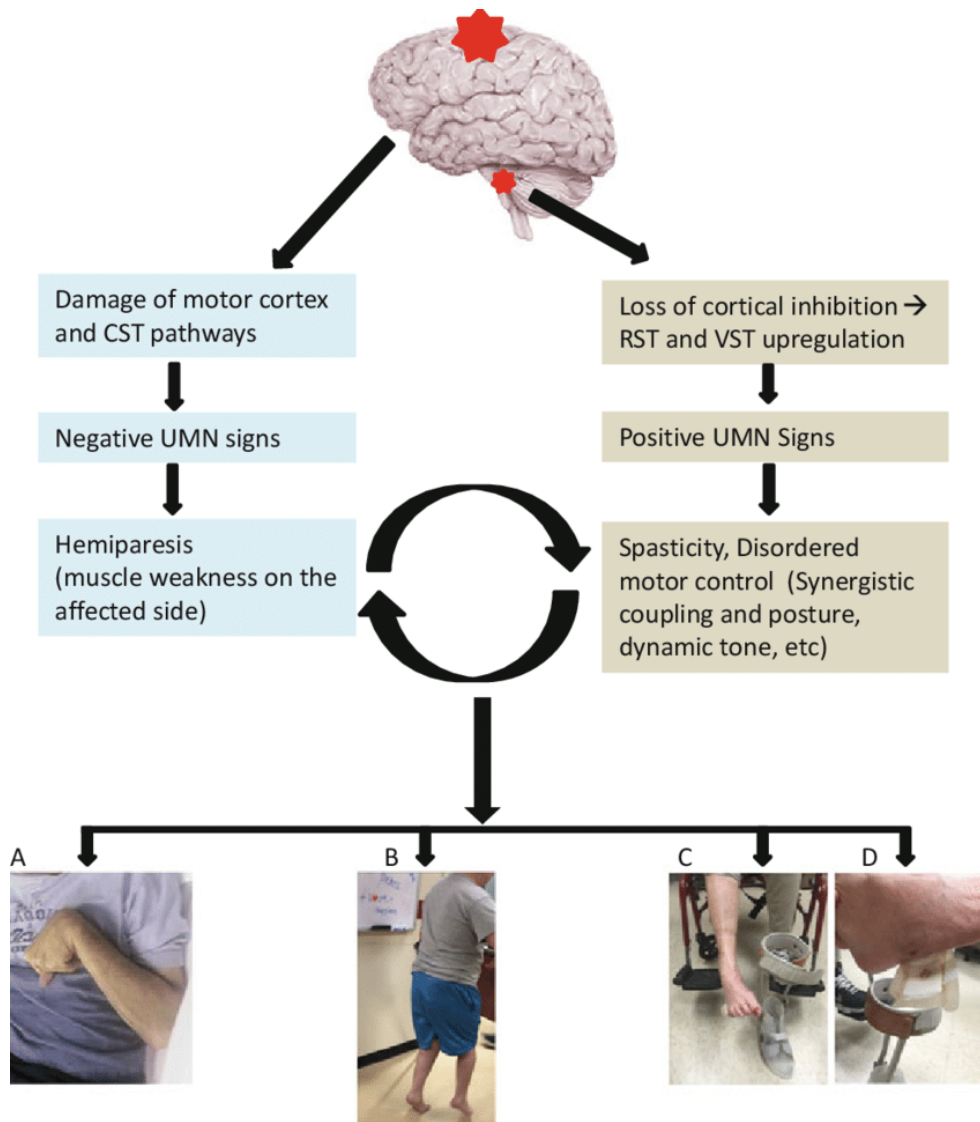 Damage of motor cortex
and CST pathways
Loss of cortical inhibition →
RST and VST upregulation
Negative UMN signs
Positive UMN Signs
Hemiparesis
(muscle weakness on the
affected side)
Spasticity, Disordered
motor control (Synergistic
coupling and posture,
dynamic tone, etc)
A
B
C
D